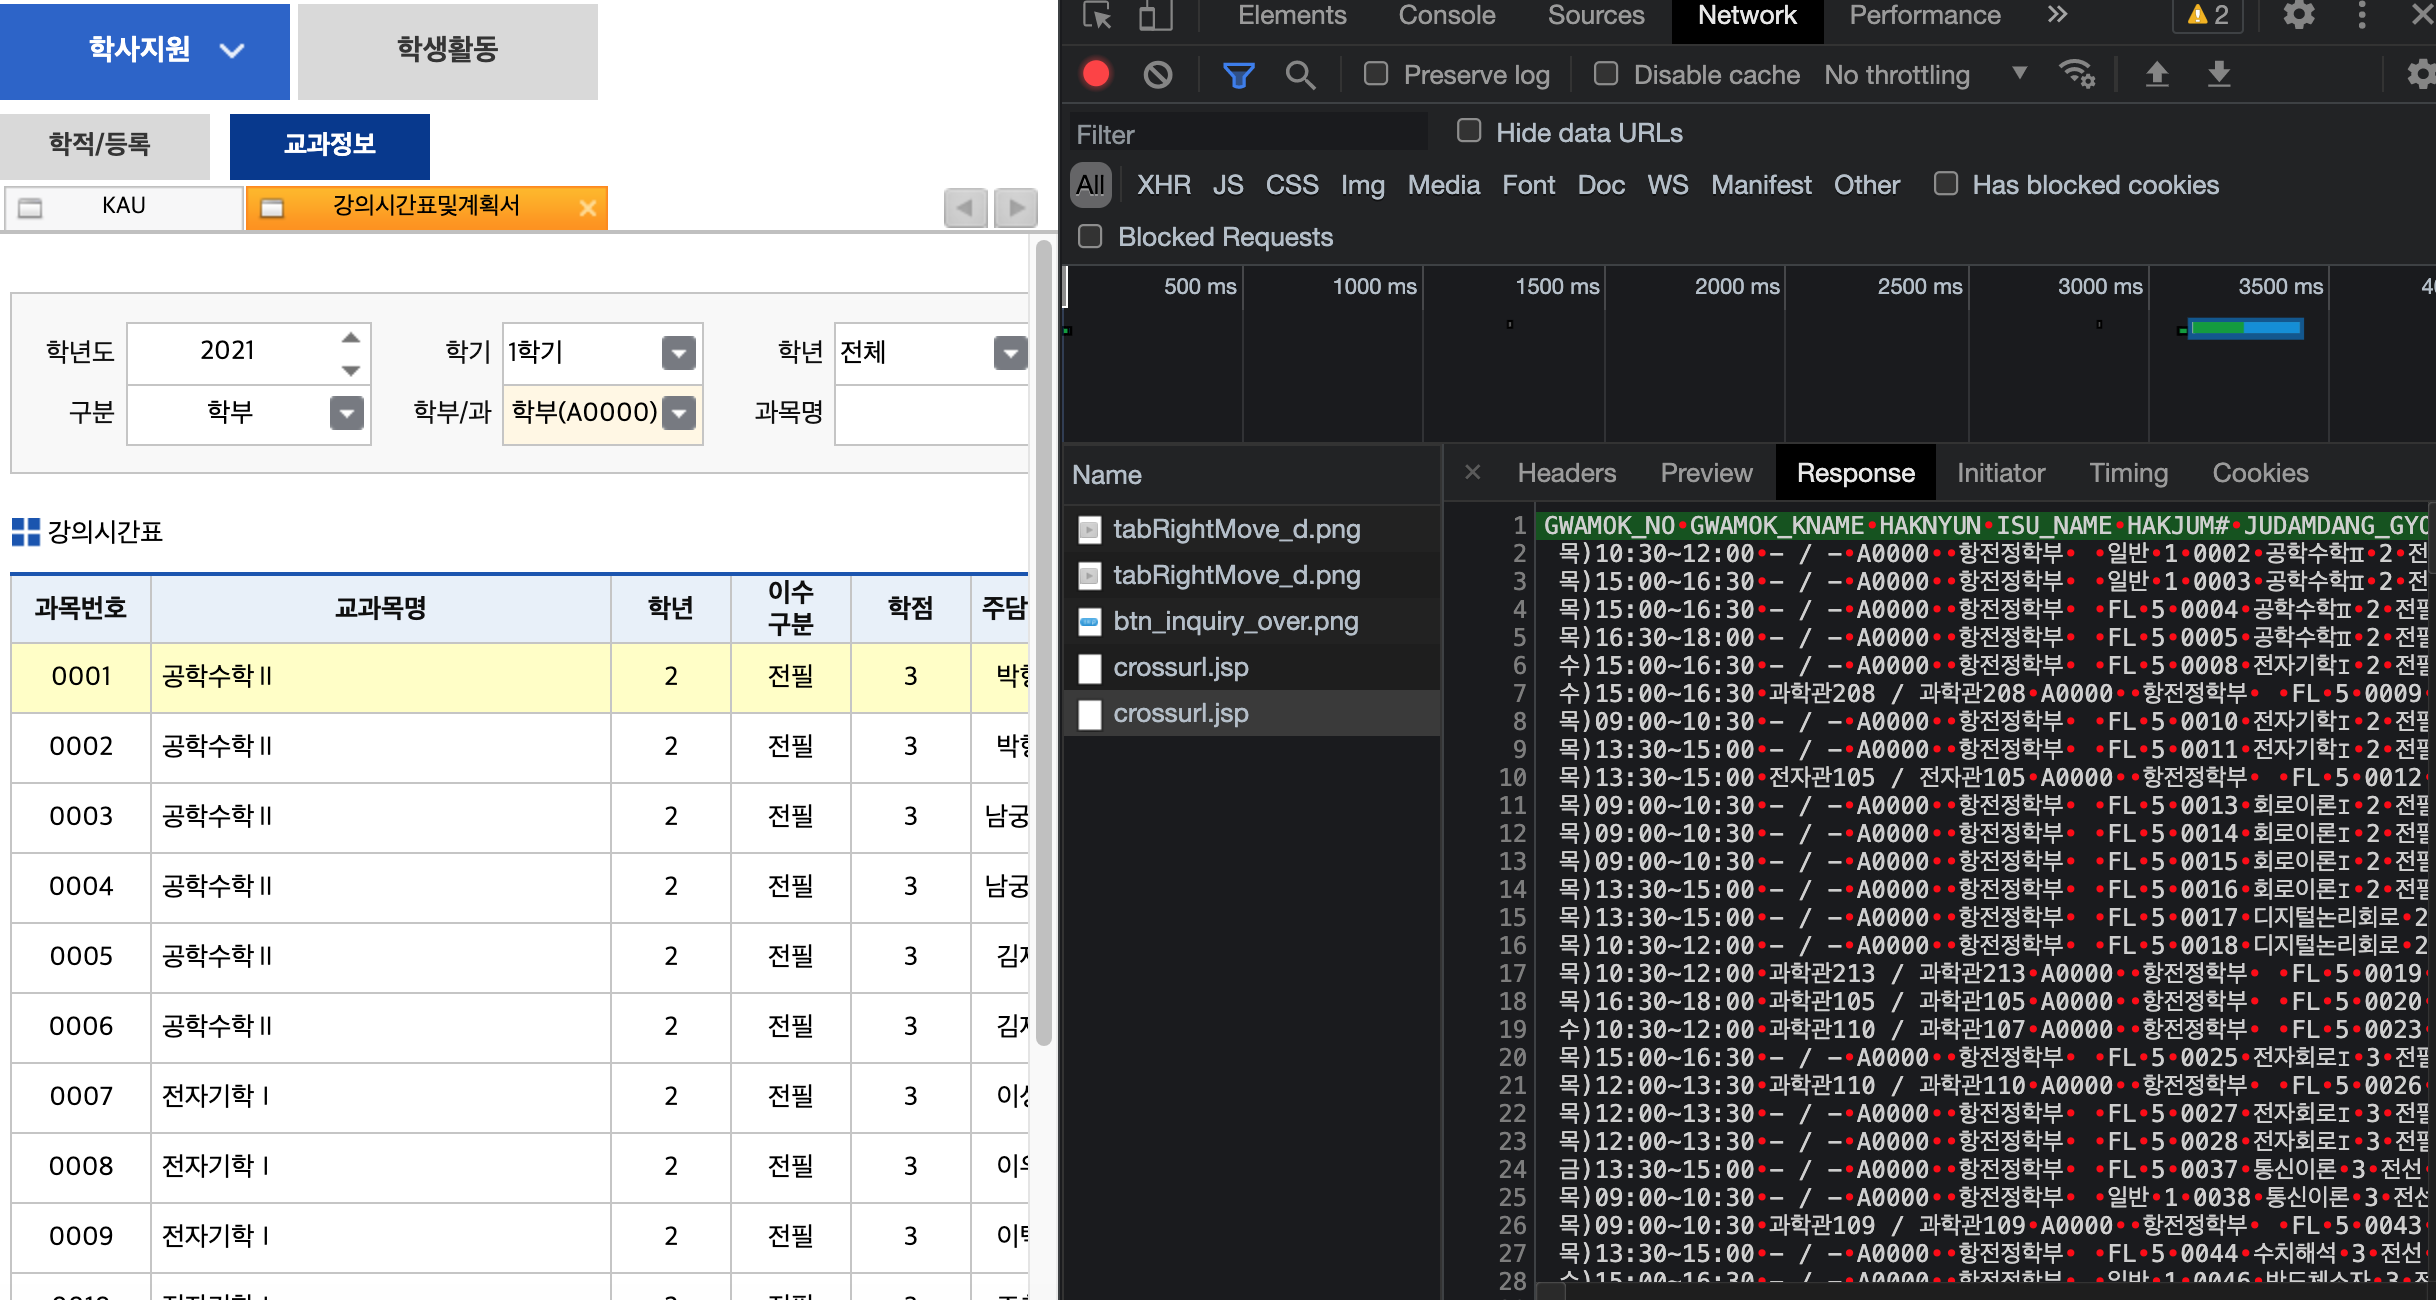 학사지원 학생활동
학적/등록 교과정보
KAU 강의시간표및계획서
학년도 2021 학기 1학기 학년 전체
구분 학부 학부/과 학부(A0000) 과목명
강의시간표
과목번호 교과목명 학년 이수 구분 학점 주담
0001 공학수학Ⅱ 2 전필 3
0002 공학수학Ⅱ 2 전필 3
0003 공학수학Ⅱ 2 전필 3 남궁
0004 공학수학Ⅱ 2 전필 3 남궁
0005 공학수학Ⅱ 2 전필 3
0006 공학수학Ⅱ 2 전필 3
0007 전자기학Ⅰ 2 전필 3
0008 전자기학Ⅰ 2 전필 3
0009 전자기학Ⅰ 2 전필 3
Elements Console Sources Network Performance » 2
Preserve log Disable cache No throttling
Filter Hide data URLs
All XHR JS CSS Img Media Font Doc WS Manifest Other Has blocked cookies
Blocked Requests
500 ms 1000 ms 1500 ms 2000 ms 2500 ms 3000 ms 3500 ms
Name
tabRightMove_d.png
tabRightMove_d.png
btn_inquiry_over.png
crossurl.jsp
crossurl.jsp
× Headers Preview Response Initiator Timing Cookies
1 GWAMOK_NO•GWAMOK_KNAME•HAKNYUN•ISU_NAME•HAKJUM#•JUDAMDANG_GYO
2 목)10:30~12:00•– / –•A0000••항전정학부• •일반•1•0002•공학수학Ⅱ•2•전
3 목)15:00~16:30•– / –•A0000••항전정학부• •일반•1•0003•공학수학Ⅱ•2•전
4 목)15:00~16:30•– / –•A0000••항전정학부• •FL•5•0004•공학수학Ⅱ•2•전필
5 목)16:30~18:00•– / –•A0000••항전정학부• •FL•5•0005•공학수학Ⅱ•2•전필
6 수)15:00~16:30•– / –•A0000••항전정학부• •FL•5•0008•전자기학Ⅰ•2•전필
7 수)15:00~16:30•과학관208 / 과학관208•A0000••항전정학부• •FL•5•0009
8 목)09:00~10:30•– / –•A0000••항전정학부• •FL•5•0010•전자기학Ⅰ•2•전필
9 목)13:30~15:00•– / –•A0000••항전정학부• •FL•5•0011•전자기학Ⅰ•2•전필
10 목)13:30~15:00•전자관105 / 전자관105•A0000••항전정학부• •FL•5•0012•
11 목)09:00~10:30•– / –•A0000••항전정학부• •FL•5•0013•회로이론Ⅰ•2•전필
12 목)09:00~10:30•– / –•A0000••항전정학부• •FL•5•0014•회로이론Ⅰ•2•전필
13 목)09:00~10:30•– / –•A0000••항전정학부• •FL•5•0015•회로이론Ⅰ•2•전필
14 목)13:30~15:00•– / –•A0000••항전정학부• •FL•5•0016•회로이론Ⅰ•2•전필
15 목)13:30~15:00•– / –•A0000••항전정학부• •FL•5•0017•디지털논리회로•2
16 목)10:30~12:00•– / –•A0000••항전정학부• •FL•5•0018•디지털논리회로•2
17 목)10:30~12:00•과학관213 / 과학관213•A0000••항전정학부• •FL•5•0019
18 목)16:30~18:00•과학관105 / 과학관105•A0000••항전정학부• •FL•5•0020
19 수)10:30~12:00•과학관110 / 과학관107•A0000••항전정학부• •FL•5•0023
20 목)15:00~16:30•– / –•A0000••항전정학부• •FL•5•0025•전자회로Ⅰ•3•전필
21 목)12:00~13:30•과학관110 / 과학관110•A0000••항전정학부• •FL•5•0026
22 목)12:00~13:30•– / –•A0000••항전정학부• •FL•5•0027•전자회로Ⅰ•3•전필
23 목)12:00~13:30•– / –•A0000••항전정학부• •FL•5•0028•전자회로Ⅰ•3•전필
24 금)13:30~15:00•– / –•A0000••항전정학부• •FL•5•0037•통신이론•3•전선•
25 목)09:00~10:30•– / –•A0000••항전정학부• •일반•1•0038•통신이론•3•전선
26 목)09:00~10:30•과학관109 / 과학관109•A0000••항전정학부• •FL•5•0043
27 목)13:30~15:00•– / –•A0000••항전정학부• •FL•5•0044•수치해석•3•전선•
28 수)15:00~16:30•– / –•A0000••항전정학부• •일반•1•0046•반도체소자•3•전